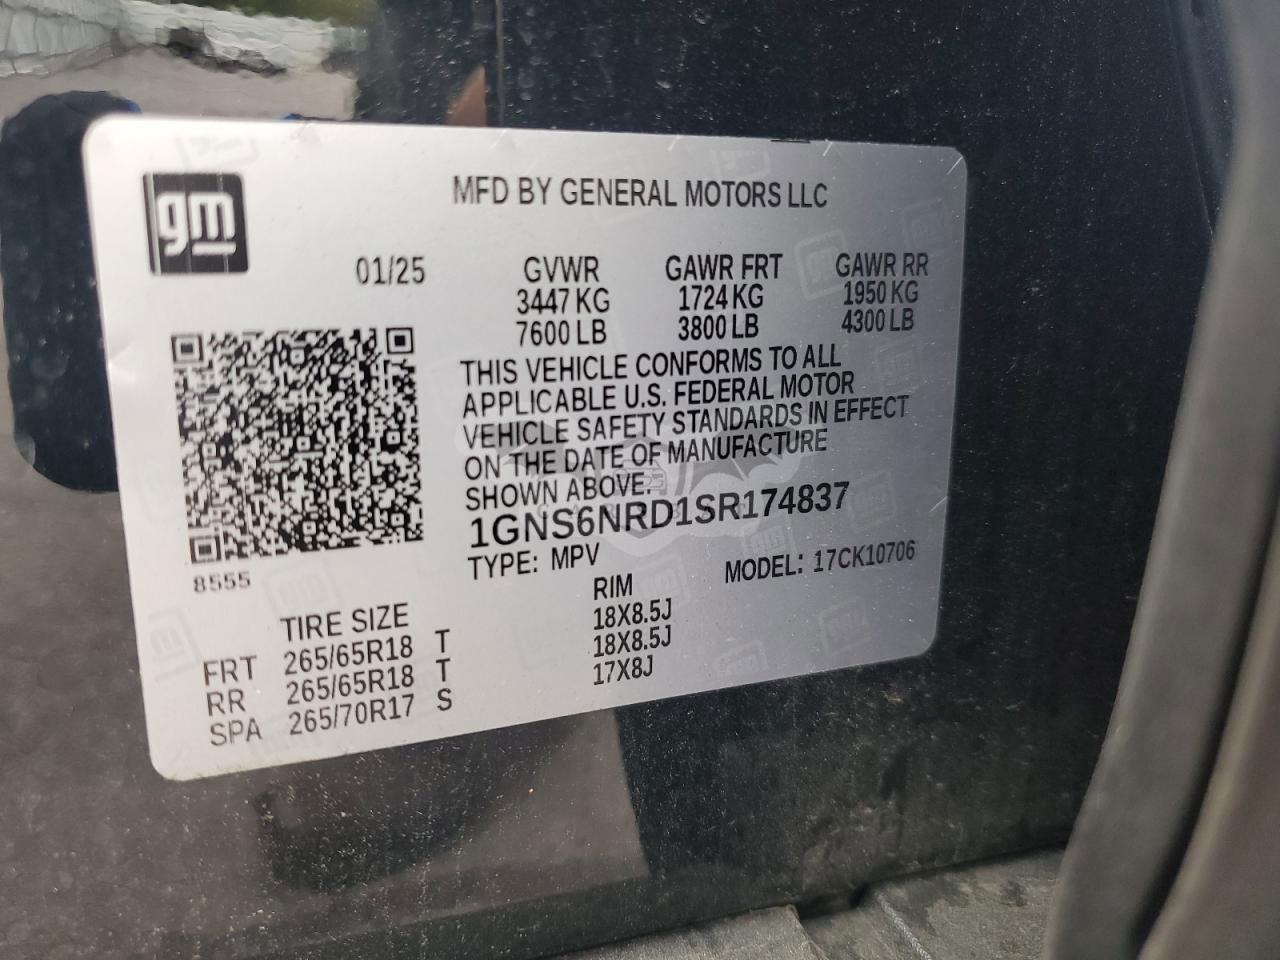 gm
MFD BY GENERAL MOTORS LLC
01/25 GVWR GAWR FRT GAWR RR
3447 KG 1724 KG 1950 KG
7600 LB 3800 LB 4300 LB
THIS VEHICLE CONFORMS TO ALL
APPLICABLE U.S. FEDERAL MOTOR
VEHICLE SAFETY STANDARDS IN EFFECT
ON THE DATE OF MANUFACTURE
SHOWN ABOVE.
1GNS6NRD1SR174837
TYPE: MPV MODEL: 17CK10706
8555
TIRE SIZE RIM
FRT 265/65R18 T 18X8.5J
RR 265/65R18 T 18X8.5J
SPA 265/70R17 S 17X8J